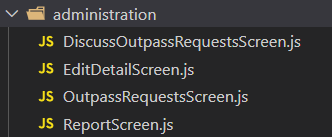 administration
JS DiscussOutpassRequestsScreen.js
JS EditDetailScreen.js
JS OutpassRequestsScreen.js
JS ReportScreen.js